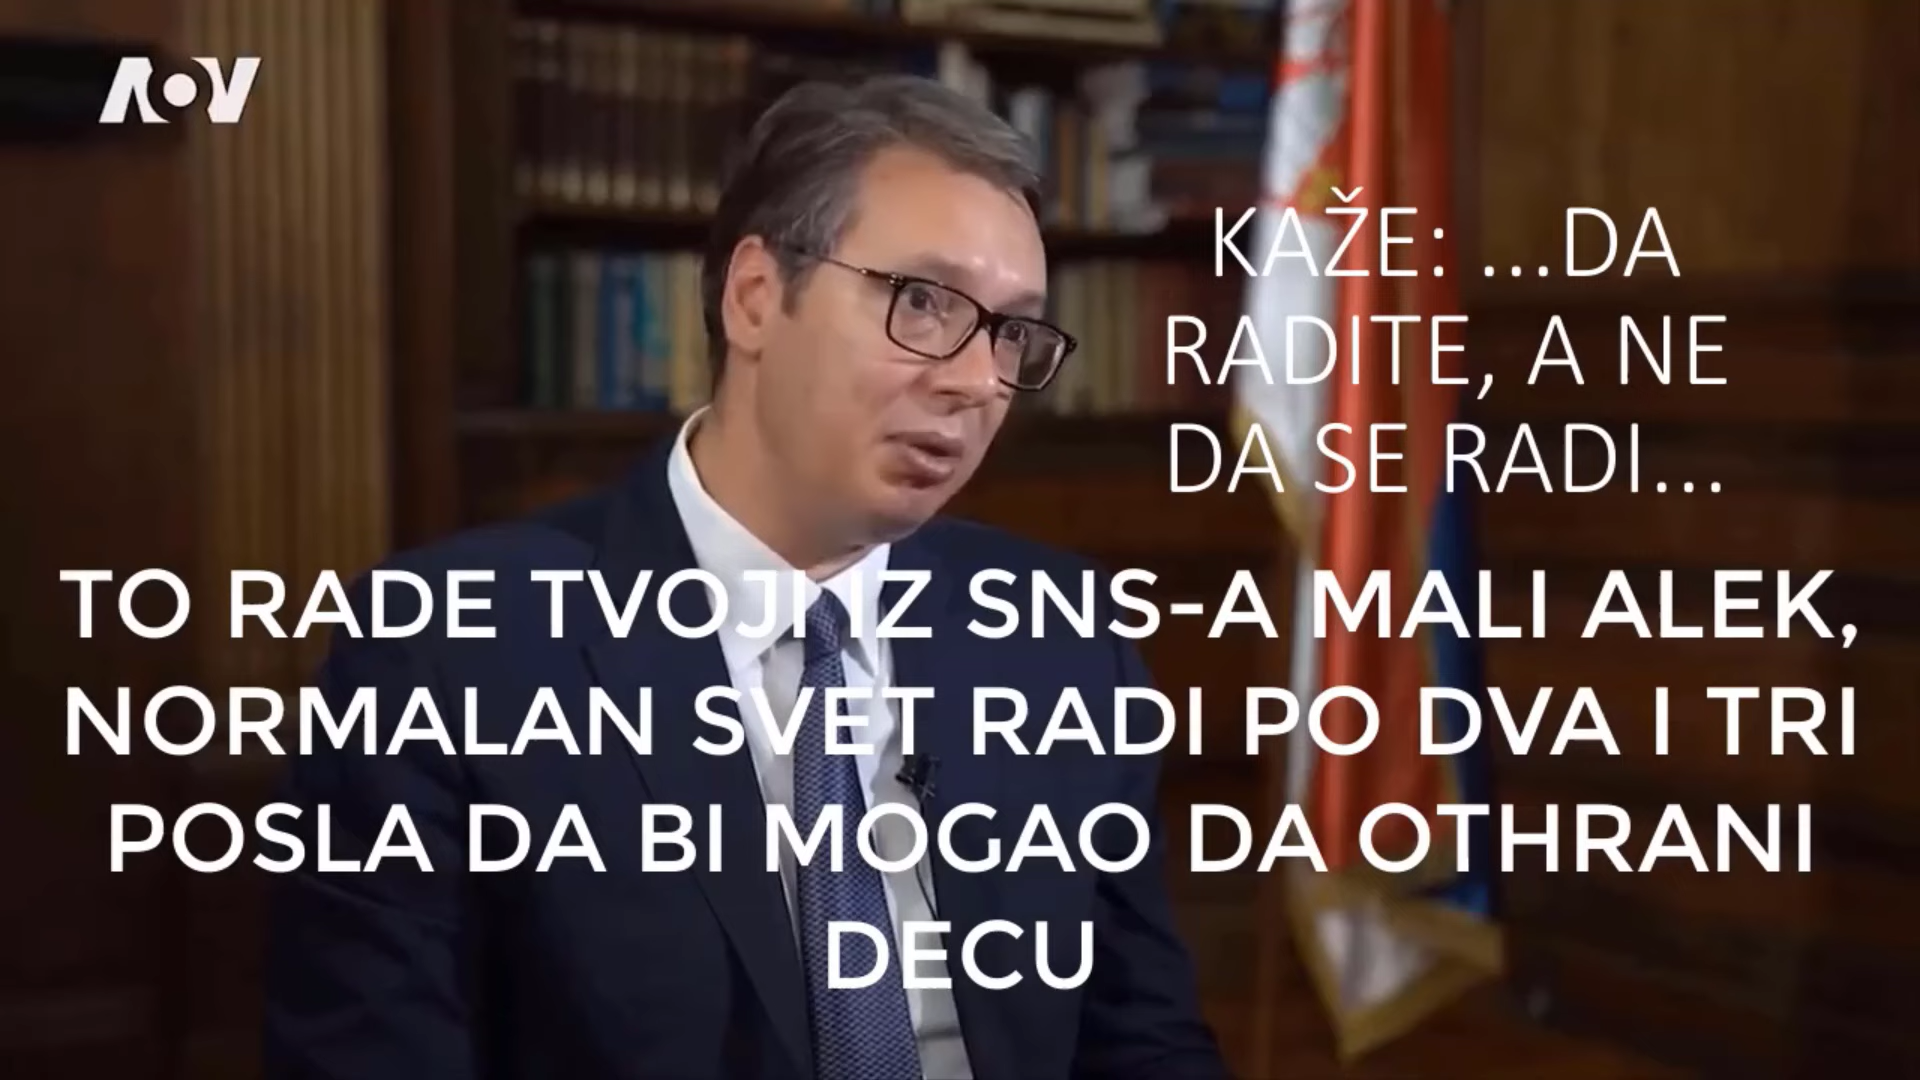 AOV
KAŽE: ...DA
RADITE, A NE
DA SE RADI...
TO RADE TVOJI IZ SNS-A MALI ALEK,
NORMALAN SVET RADI PO DVA I TRI
POSLA DA BI MOGAO DA OTHRANI
DECU